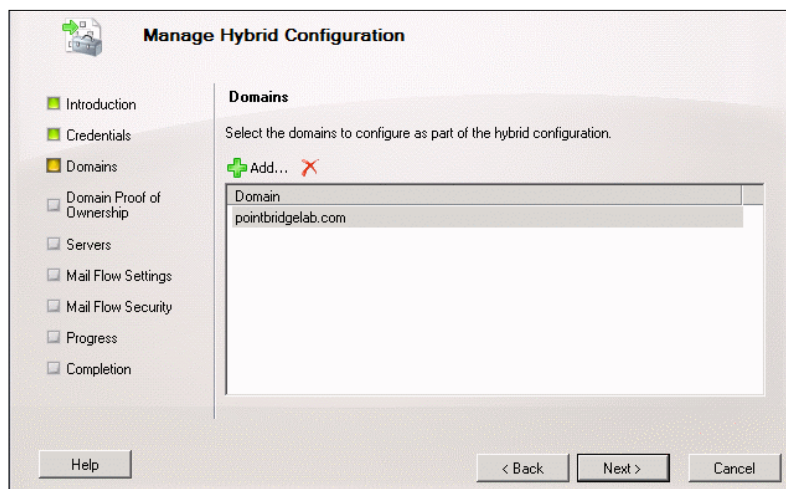 Manage Hybrid Configuration
Introduction
Credentials
Domains
Domain Proof of
Ownership
Servers
Mail Flow Settings
Mail Flow Security
Progress
Completion
Domains
Select the domains to configure as part of the hybrid configuration.
Add...
Domain
pointbridgelab.com
Help
< Back
Next >
Cancel